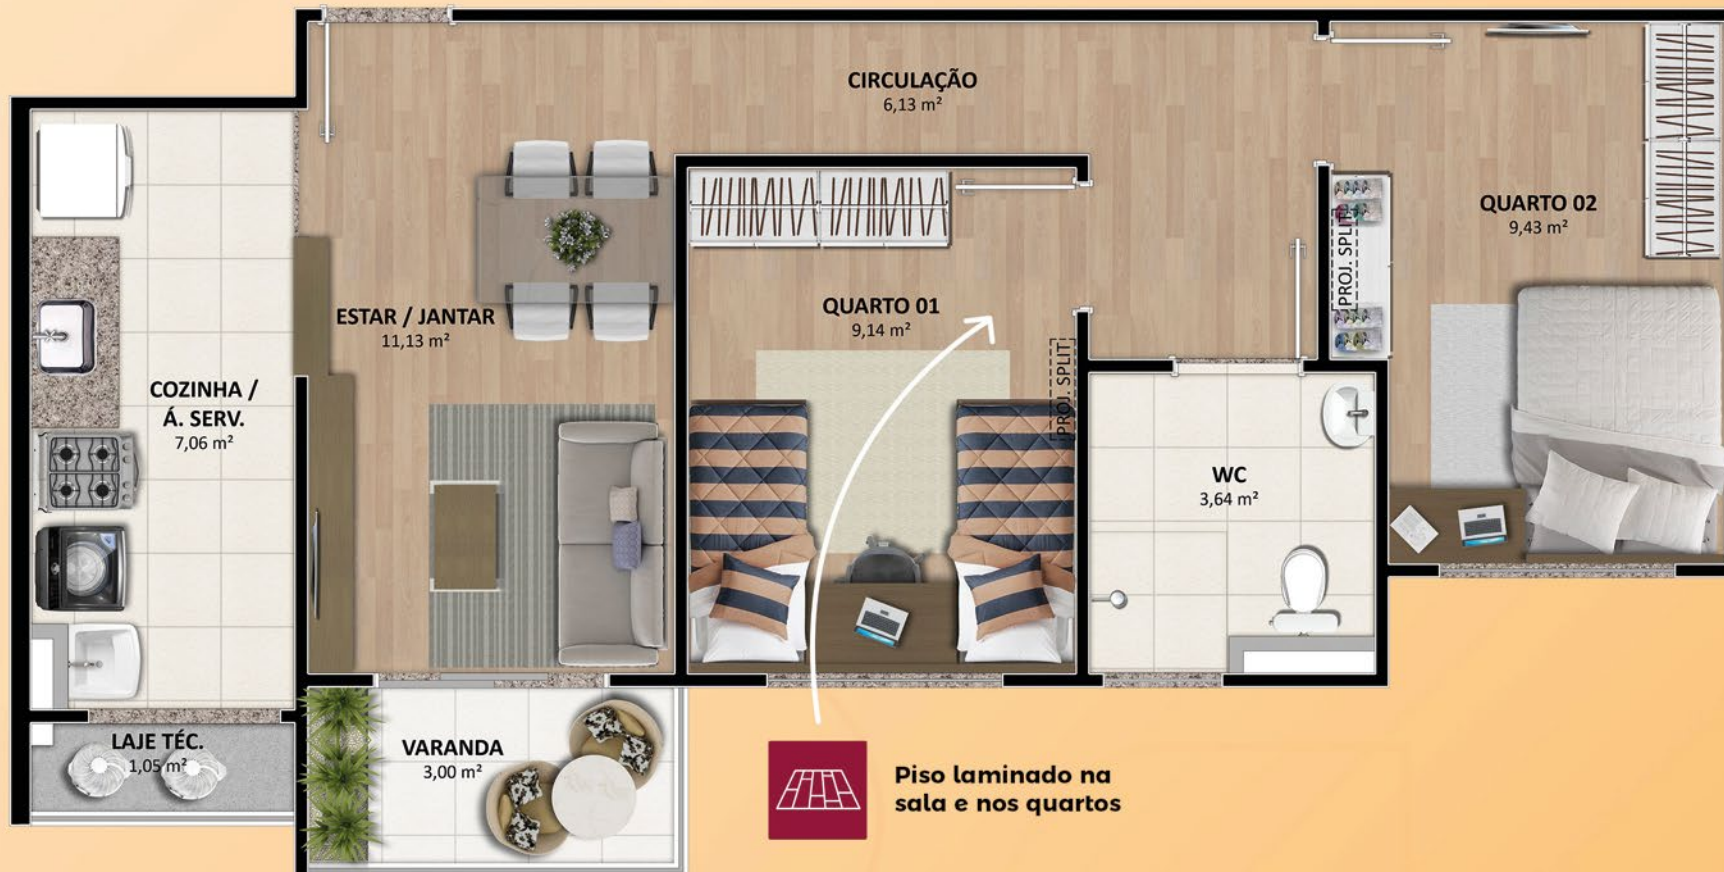 CIRCULAÇÃO
6,13 m²
QUARTO 02
9,43 m²
PROJ. SPLIT
ESTAR / JANTAR
11,13 m²
QUARTO 01
9,14 m²
PROJ. SPLIT
COZINHA /
Á. SERV.
7,06 m²
WC
3,64 m²
LAJE TÉC.
1,05 m²
VARANDA
3,00 m²
Piso laminado na
sala e nos quartos